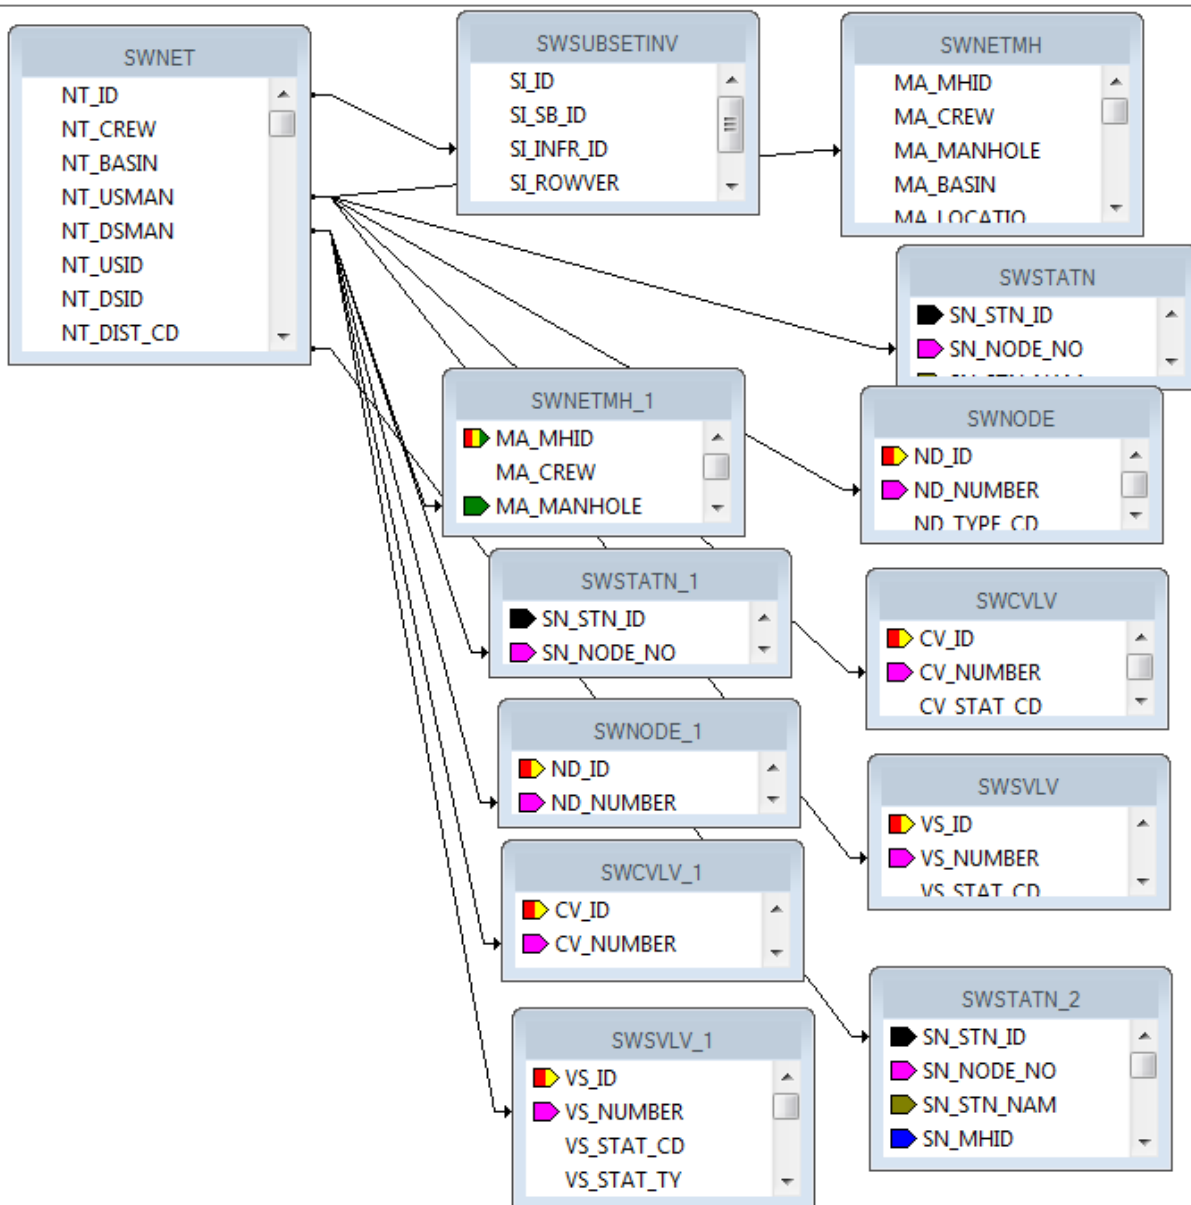 SWNET
NT_ID
NT_CREW
NT_BASIN
NT_USMAN
NT_DSMAN
NT_USID
NT_DSID
NT_DIST_CD
SWSUBSETINV
SI_ID
SI_SB_ID
SI_INFR_ID
SI_ROWVER
SWNETMH
MA_MHID
MA_CREW
MA_MANHOLE
MA_BASIN
MA_LOCATIO
SWSTATN
SN_STN_ID
SN_NODE_NO
SN_STN_NAM
SWNETMH_1
MA_MHID
MA_CREW
MA_MANHOLE
SWNODE
ND_ID
ND_NUMBER
ND_TYPE_CD
SWSTATN_1
SN_STN_ID
SN_NODE_NO
SWCVLV
CV_ID
CV_NUMBER
CV_STAT_CD
SWNODE_1
ND_ID
ND_NUMBER
SWSVLV
VS_ID
VS_NUMBER
VS_STAT_CD
SWCVLV_1
CV_ID
CV_NUMBER
SWSTATN_2
SN_STN_ID
SN_NODE_NO
SN_STN_NAM
SN_MHID
SWSVLV_1
VS_ID
VS_NUMBER
VS_STAT_CD
VS_STAT_TY